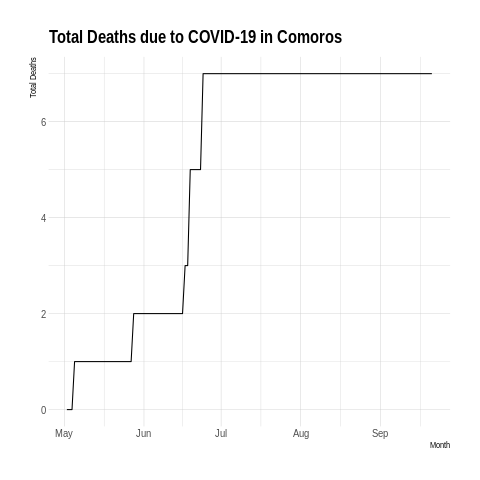 Total Deaths due to COVID-19 in Comoros
Total Deaths
6
4
2
0
May Jun Jul Aug Sep
Month